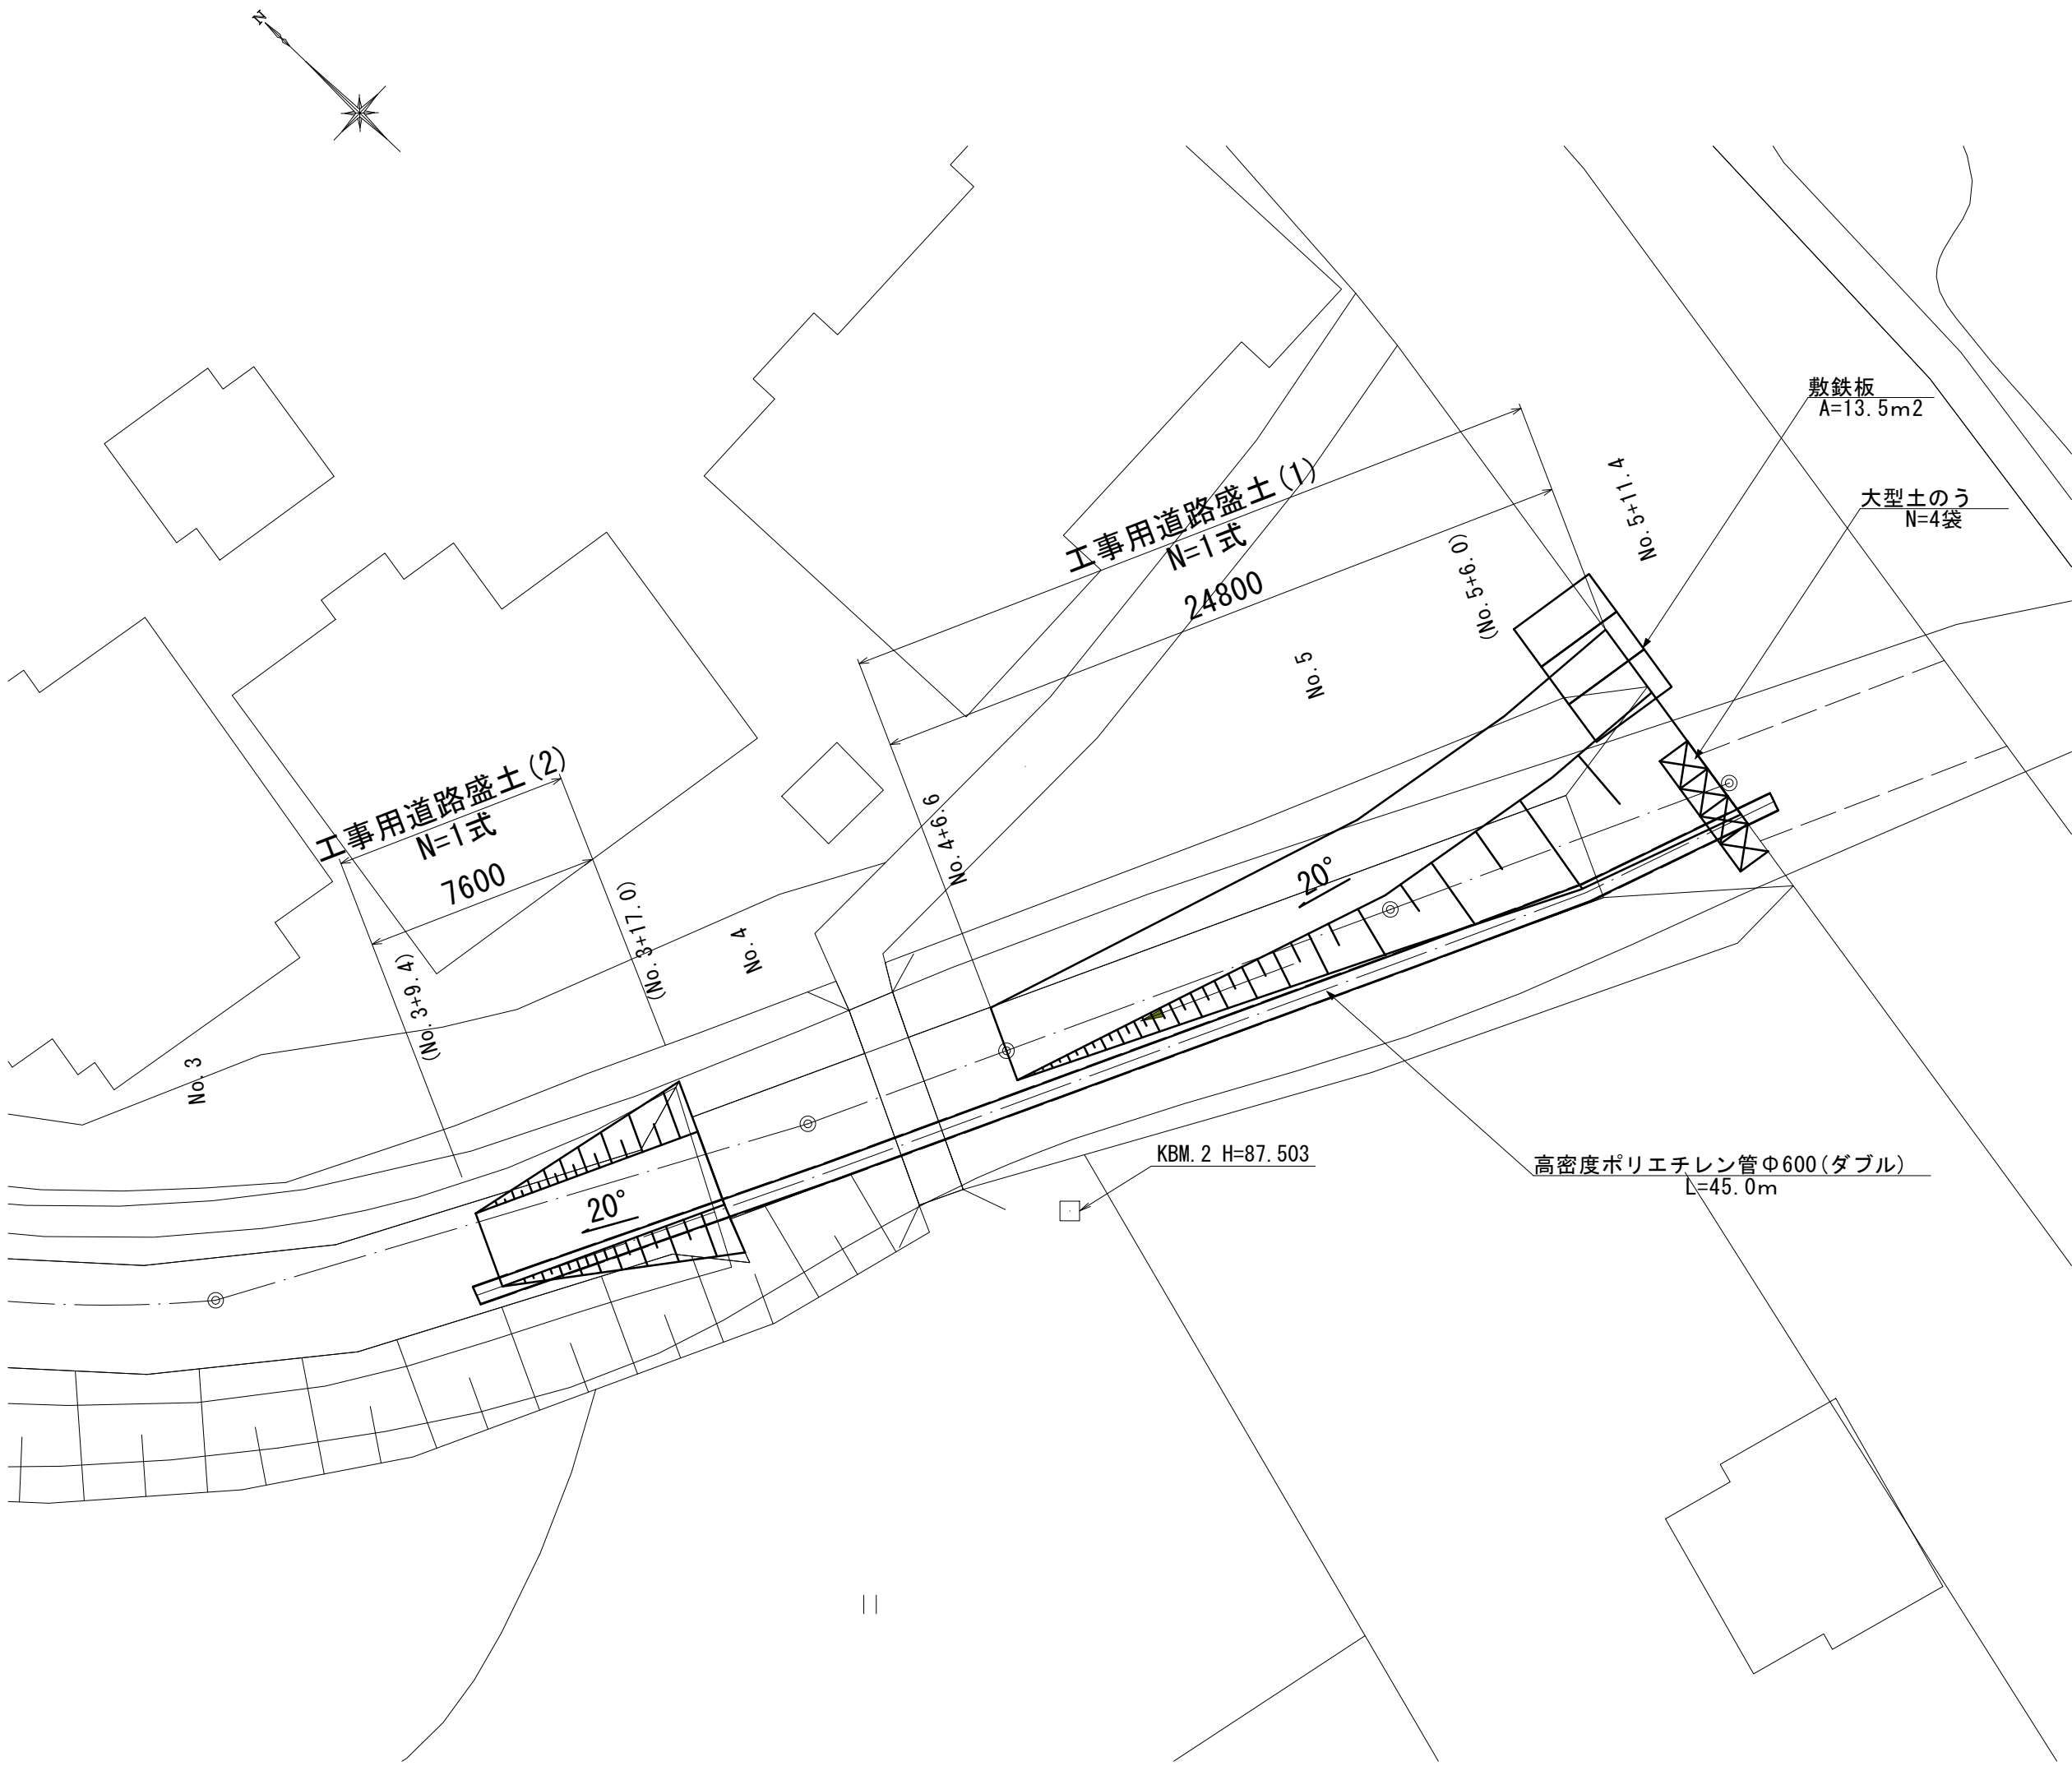 N
敷鉄板
A=13.5m2
大型土のう
N=4袋
工事用道路盛土(1)
N=1式
24800
No.5+11.4
(No.5+6.0)
No.5
工事用道路盛土(2)
N=1式
7600
No.4+6.6
(No.3+17.0)
No.4
(No.3+9.4)
No.3
20°
20°
KBM.2 H=87.503
高密度ポリエチレン管Φ600(ダブル)
L=45.0m